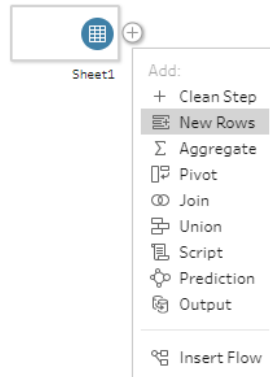 Sheet1
Add:
Clean Step
New Rows
Aggregate
Pivot
Join
Union
Script
Prediction
Output
Insert Flow